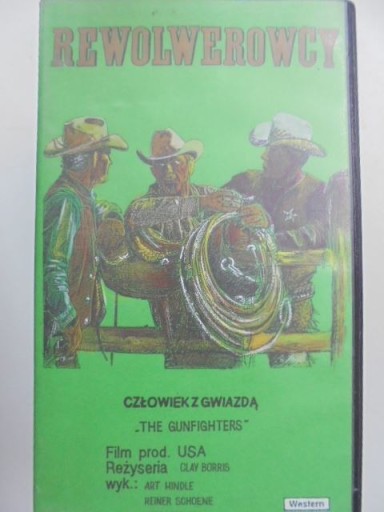 REWOLWEROWCY
CZŁOWIEK Z GWIAZDĄ
„THE GUNFIGHTERS"
Film prod. USA
Reżyseria CLAY BORRIS
wyk.: ART HINDLE
REINER SCHOENE
Western